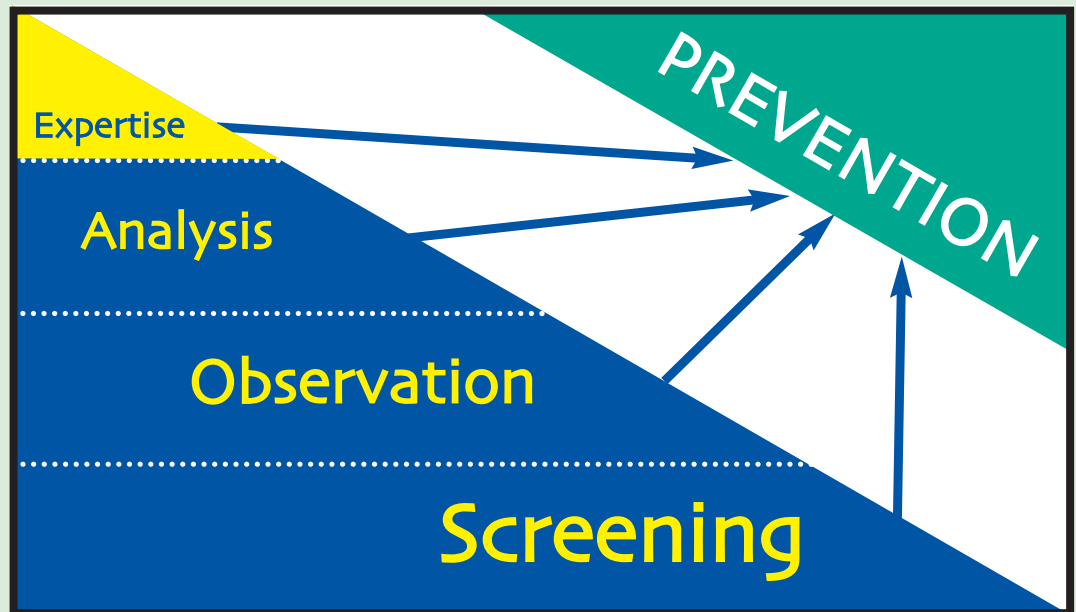 PREVENTION
Expertise
Analysis
Observation
Screening